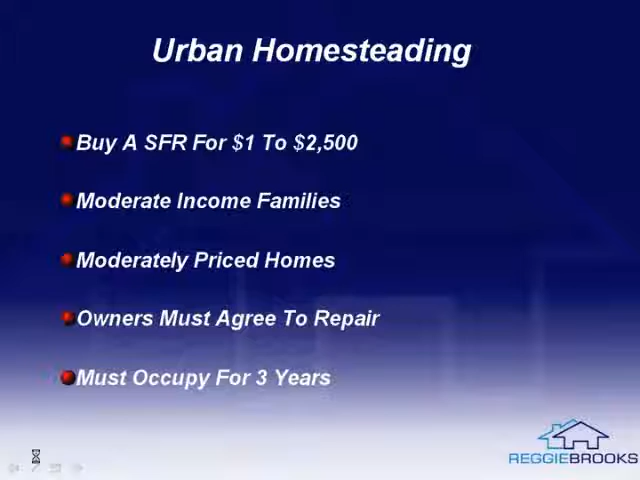 Urban Homesteading
Buy A SFR For $1 To $2,500
Moderate Income Families
Moderately Priced Homes
Owners Must Agree To Repair
Must Occupy For 3 Years
REGGIEBROOKS